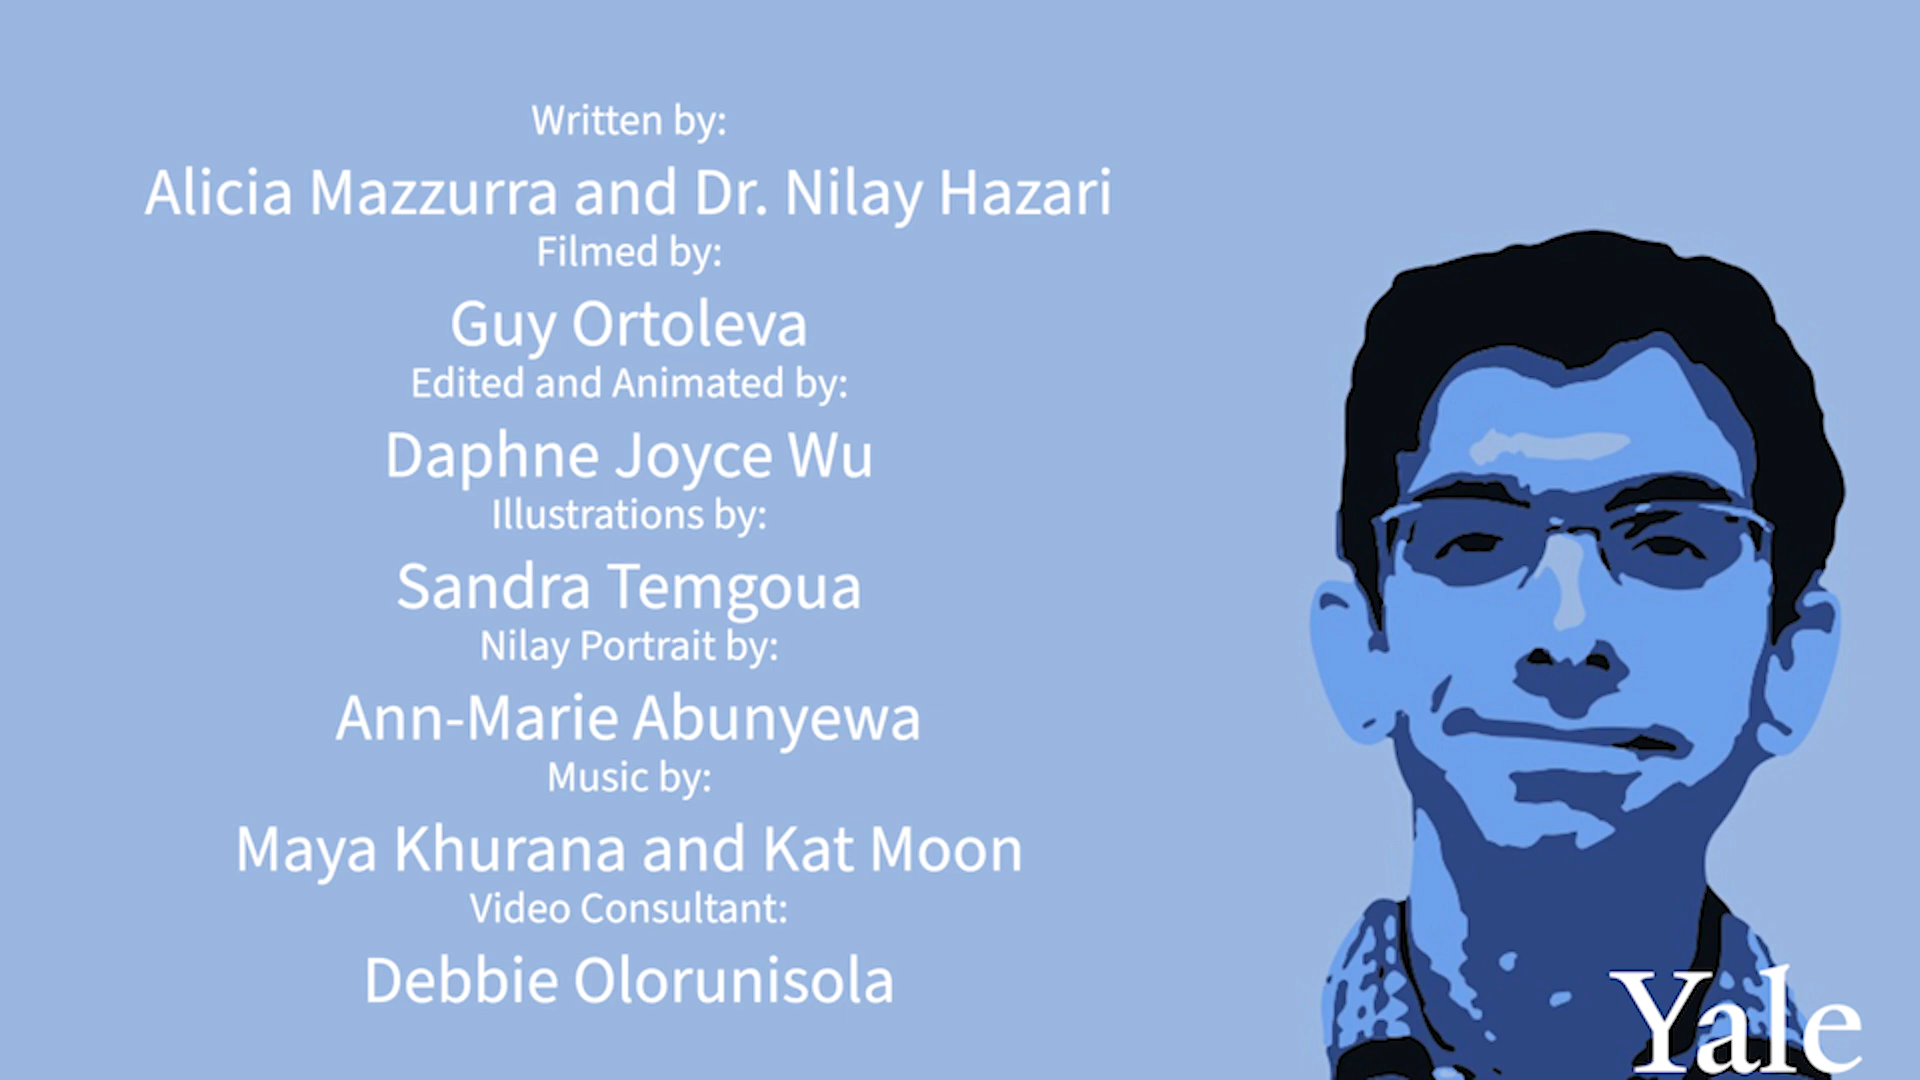 Written by:
Alicia Mazzurra and Dr. Nilay Hazari
Filmed by:
Guy Ortoleva
Edited and Animated by:
Daphne Joyce Wu
Illustrations by:
Sandra Temgoua
Nilay Portrait by:
Ann-Marie Abunyewa
Music by:
Maya Khurana and Kat Moon
Video Consultant:
Debbie Olorunisola
Yale